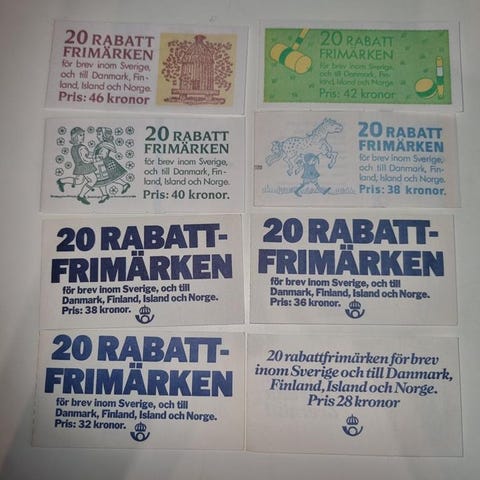 20 RABATT
FRIMÄRKEN
för brev inom Sverige,
och till Danmark, Fin-
land, Island och Norge.
Pris: 46 kronor
20 RABATT
FRIMÄRKEN
för brev inom Sverige,
och till Danmark, Fin-
land, Island och Norge.
Pris: 42 kronor
20 RABATT
FRIMÄRKEN
för brev inom Sverige,
och till Danmark, Fin-
land, Island och Norge.
Pris: 40 kronor.
20 RABATT
FRIMÄRKEN
för brev inom Sverige,
och till Danmark, Fin-
land, Island och Norge.
Pris: 38 kronor.
20 RABATT-
FRIMÄRKEN
för brev inom Sverige, och till
Danmark, Finland, Island och Norge.
Pris: 38 kronor.
20 RABATT-
FRIMÄRKEN
för brev inom Sverige, och till
Danmark, Finland, Island och Norge.
Pris: 36 kronor.
20 RABATT-
FRIMÄRKEN
för brev inom Sverige, och till
Danmark, Finland, Island och Norge.
Pris: 32 kronor.
20 rabattfrimärken för brev
inom Sverige och till Danmark,
Finland, Island och Norge.
Pris 28 kronor